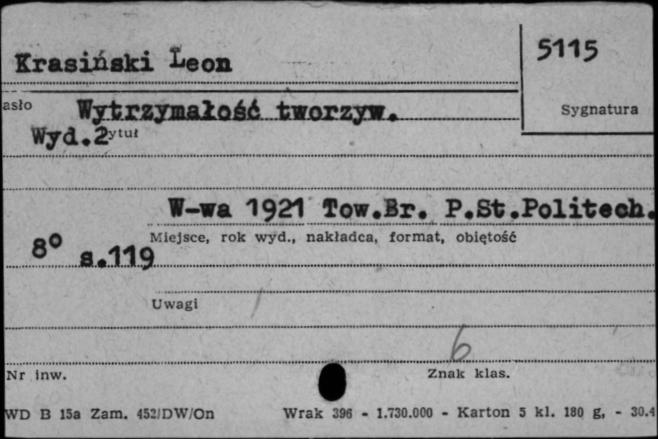 Krasiński Leon
5115
asło
Wytrzymałość tworzyw.
Sygnatura
Wyd.2
ytuł
W-wa 1921 Tow.Br. P.St.Politech.
8° s.119
Miejsce, rok wyd., nakładca, format, obiętość
Uwagi
6
Nr inw.
Znak klas.
WD B 15a Zam. 452/DW/On Wrak 396 - 1.730.000 - Karton 5 kl. 180 g, - 30.4